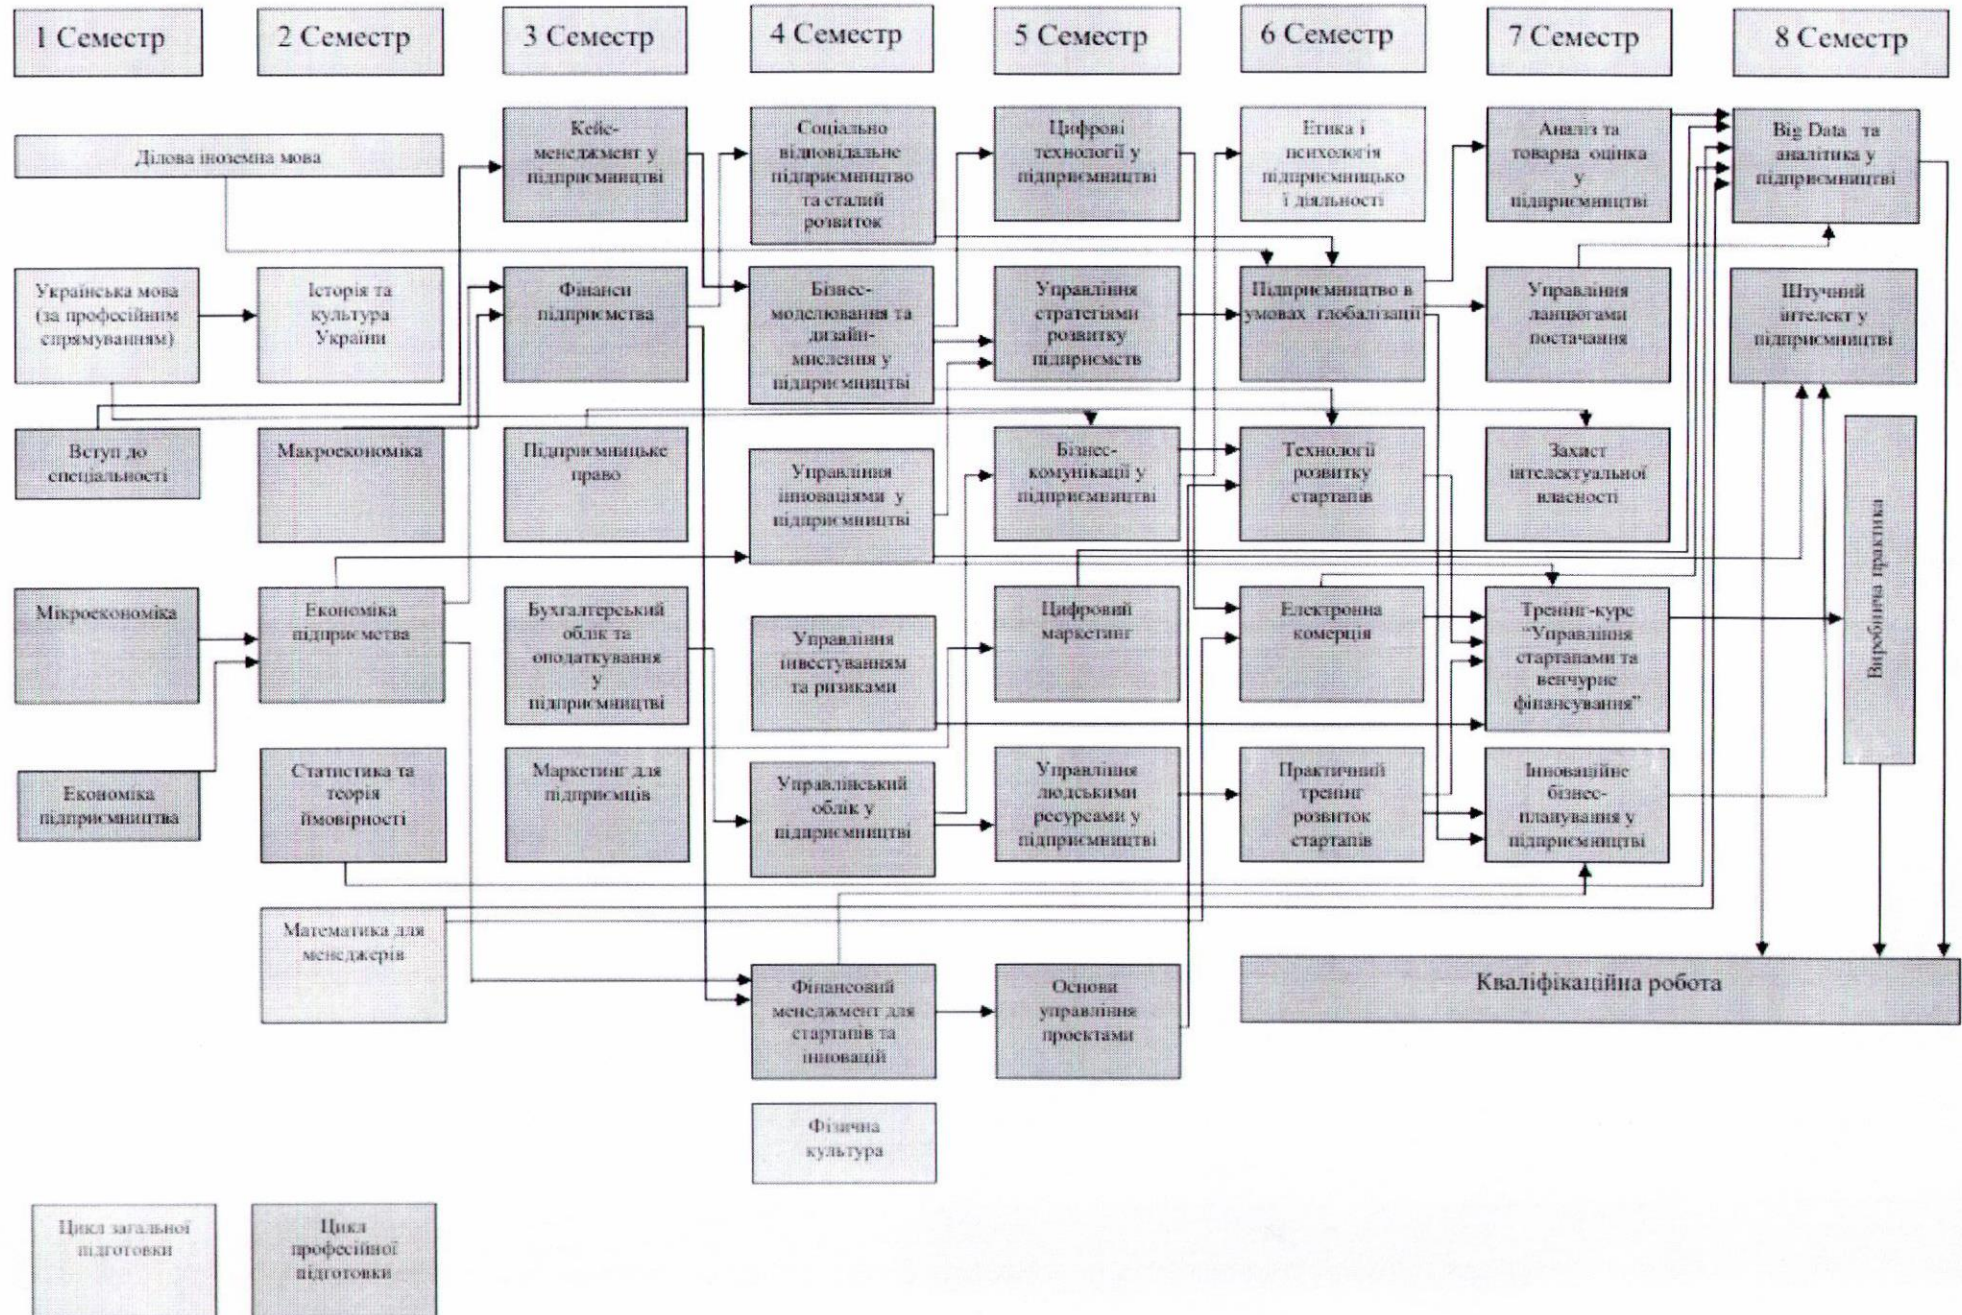 1 Семестр
2 Семестр
3 Семестр
4 Семестр
5 Семестр
6 Семестр
7 Семестр
8 Семестр
Ділова іноземна мова
Кейс-
менеджмент у
підприємництві
Соціально
відповідальне
підприємництво
та сталий
розвиток
Цифрові
технології у
підприємництві
Етика і
психологія
підприємницько
ї діяльності
Аналіз та
товарна оцінка
у
підприємництві
Big Data та
аналітика у
підприємництві
Українська мова
(за професійним
спрямуванням)
Історія та
культура
України
Фінанси
підприємства
Бізнес-
моделювання та
дизайн-
мислення у
підприємництві
Управління
стратегіями
розвитку
підприємств
Підприємництво в
умовах глобалізації
Управління
ланцюгами
постачання
Штучний
інтелект у
підприємництві
Вступ до
спеціальності
Макроекономіка
Підприємницьке
право
Управління
інноваціями у
підприємництві
Бізнес-
комунікації у
підприємництві
Технології
розвитку
стартапів
Захист
інтелектуальної
власності
Виробнича практика
Мікроекономіка
Економіка
підприємства
Бухгалтерський
облік та
оподаткування
у
підприємництві
Управління
інвестуванням
та ризиками
Цифровий
маркетинг
Електронна
комерція
Тренінг-курс
“Управління
стартапами та
венчурне
фінансування”
Економіка
підприємництва
Статистика та
теорія
ймовірності
Маркетинг для
підприємців
Управлінський
облік у
підприємництві
Управління
людськими
ресурсами у
підприємництві
Практичний
тренінг
розвиток
стартапів
Інноваційне
бізнес-
планування у
підприємництві
Математика для
менеджерів
Фінансовий
менеджмент для
стартапів та
інновацій
Основи
управління
проектами
Кваліфікаційна робота
Фізична
культура
Цикл загальної
підготовки
Цикл
професійної
підготовки